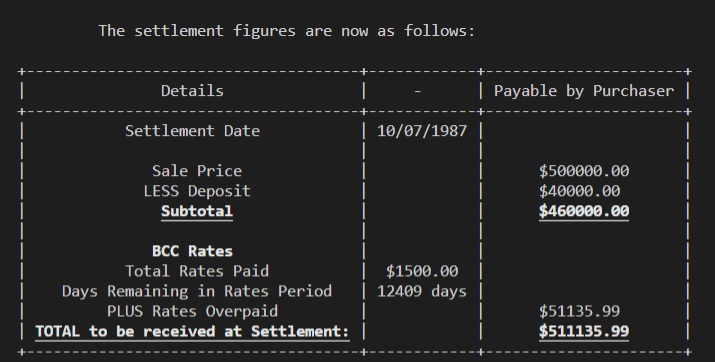 The settlement figures are now as follows:
Details - Payable by Purchaser
Settlement Date 10/07/1987
Sale Price $500000.00
LESS Deposit $40000.00
Subtotal $460000.00
BCC Rates
Total Rates Paid $1500.00
Days Remaining in Rates Period 12409 days
PLUS Rates Overpaid $51135.99
TOTAL to be received at Settlement: $511135.99